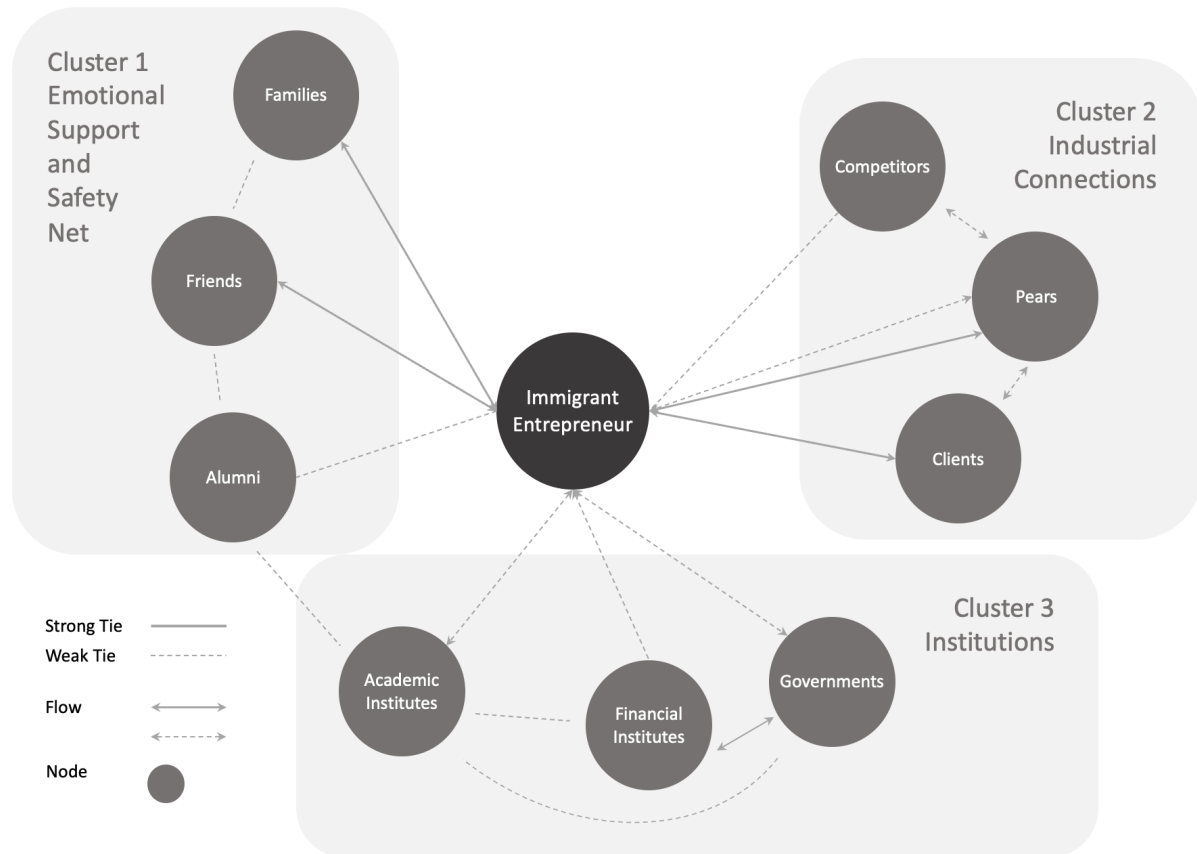 Cluster 1
Emotional
Support
and
Safety
Net
Families
Friends
Alumni
Cluster 2
Industrial
Connections
Competitors
Pears
Clients
Immigrant
Entrepreneur
Cluster 3
Institutions
Academic
Institutes
Financial
Institutes
Governments
Strong Tie
Weak Tie
Flow
Node